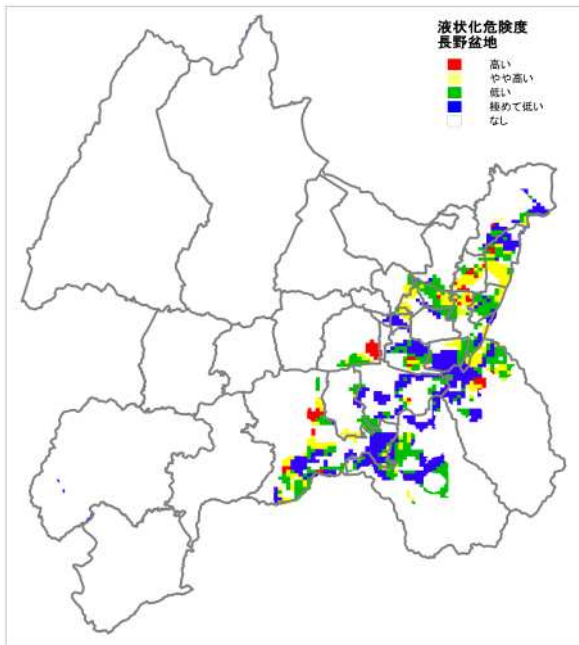 液状化危険度
長野盆地
高い
やや高い
低い
極めて低い
なし